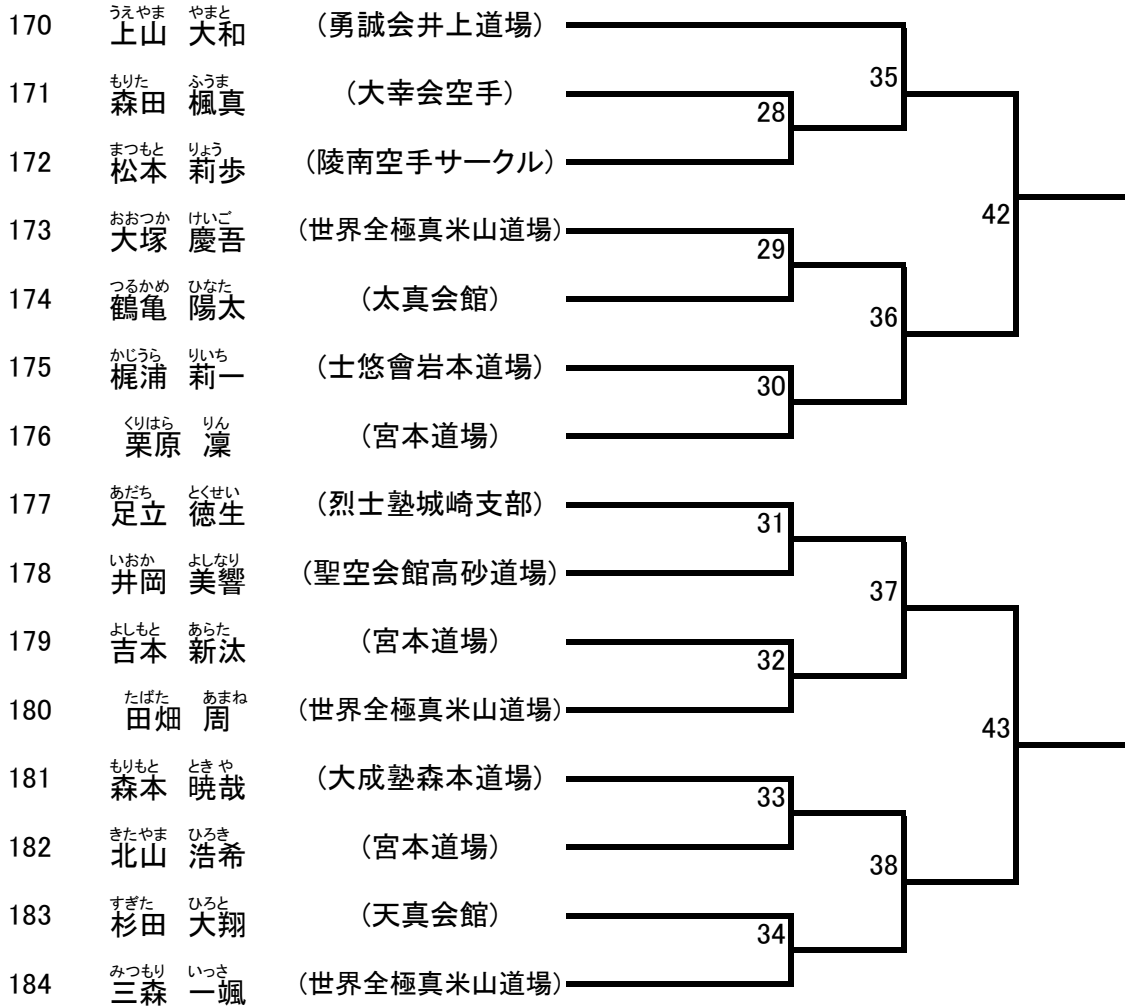 うえやま やまと
170 上山 大和 (勇誠会井上道場)
35
もりた ふうま
171 森田 楓真 (大幸会空手)
28
まつもと りょう
172 松本 莉歩 (陵南空手サークル)
42
おおつか けいご
173 大塚 慶吾 (世界全極真米山道場)
29
つるかめ ひなた
174 鶴亀 陽太 (太真会館)
36
かじうら りいち
175 梶浦 莉一 (士悠會岩本道場)
30
くりはら りん
176 栗原 凜 (宮本道場)
あだち とくせい
177 足立 徳生 (烈士塾城崎支部)
31
いおか よしなり
178 井岡 美響 (聖空会館高砂道場)
37
よしもと あらた
179 吉本 新汰 (宮本道場)
32
たばた あまね
180 田畑 周 (世界全極真米山道場)
43
もりもと ときや
181 森本 暁哉 (大成塾森本道場)
33
きたやま ひろき
182 北山 浩希 (宮本道場)
38
すぎた ひろと
183 杉田 大翔 (天真会館)
34
みつもり いっさ
184 三森 一颯 (世界全極真米山道場)